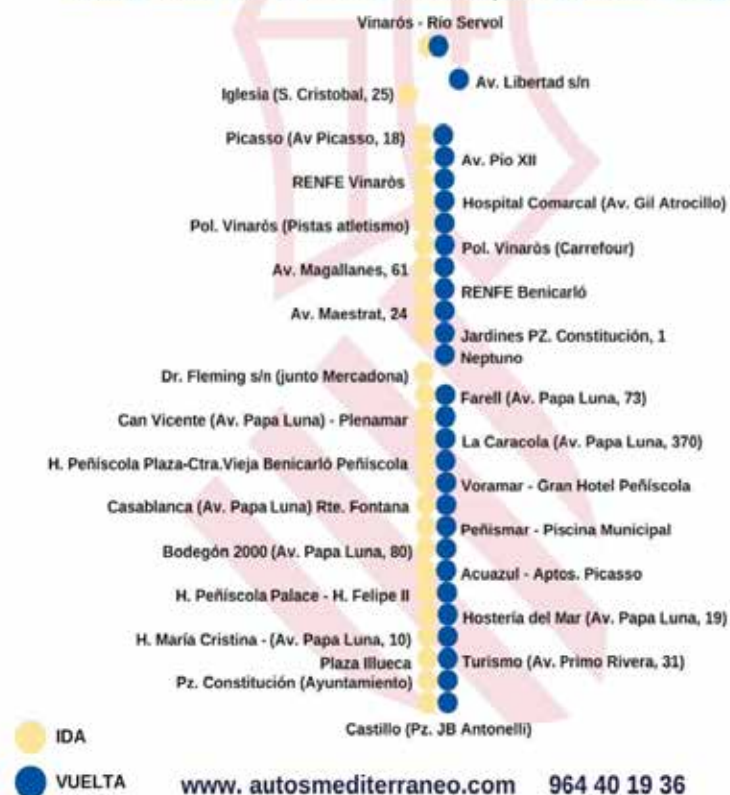 Vinarós - Río Servol
Av. Libertad s/n
Iglesia (S. Cristobal, 25)
Picasso (Av Picasso, 18)
Av. Pío XII
RENFE Vinaròs
Hospital Comarcal (Av. Gil Atrocillo)
Pol. Vinarós (Pistas atletismo)
Pol. Vinaròs (Carrefour)
Av. Magallanes, 61
RENFE Benicarló
Av. Maestrat, 24
Jardines PZ. Constitución, 1
Neptuno
Dr. Fleming s/n (junto Mercadona)
Farell (Av. Papa Luna, 73)
Can Vicente (Av. Papa Luna) - Plenamar
La Caracola (Av. Papa Luna, 370)
H. Peñíscola Plaza-Ctra.Vieja Benicarló Peñíscola
Voramar - Gran Hotel Peñíscola
Casablanca (Av. Papa Luna) Rte. Fontana
Peñismar - Piscina Municipal
Bodegón 2000 (Av. Papa Luna, 80)
Acuazul - Aptos. Picasso
H. Peñíscola Palace - H. Felipe II
Hostería del Mar (Av. Papa Luna, 19)
H. María Cristina - (Av. Papa Luna, 10)
Plaza Illueca
Turismo (Av. Primo Rivera, 31)
Pz. Constitución (Ayuntamiento)
Castillo (Pz. JB Antonelli)
IDA
VUELTA
www. autosmediterraneo.com 964 40 19 36